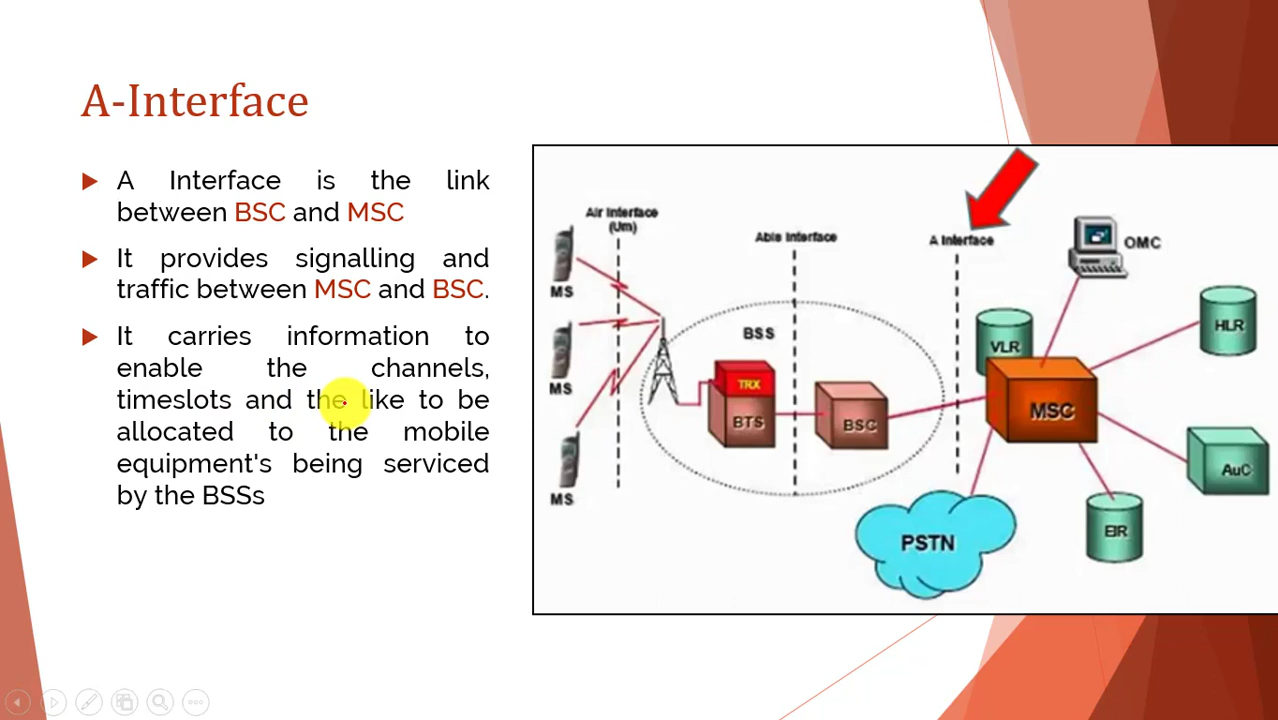 A-Interface
A Interface is the link
between BSC and MSC
It provides signalling and
traffic between MSC and BSC.
It carries information to
enable the channels,
timeslots and the like to be
allocated to the mobile
equipment's being serviced
by the BSSs
Air Interface
(Um)
Able Interface
A Interface
OMC
MS
HLR
BSS
VLR
MS
TRX
BTS
BSC
MSC
AuC
MS
PSTN
EIR